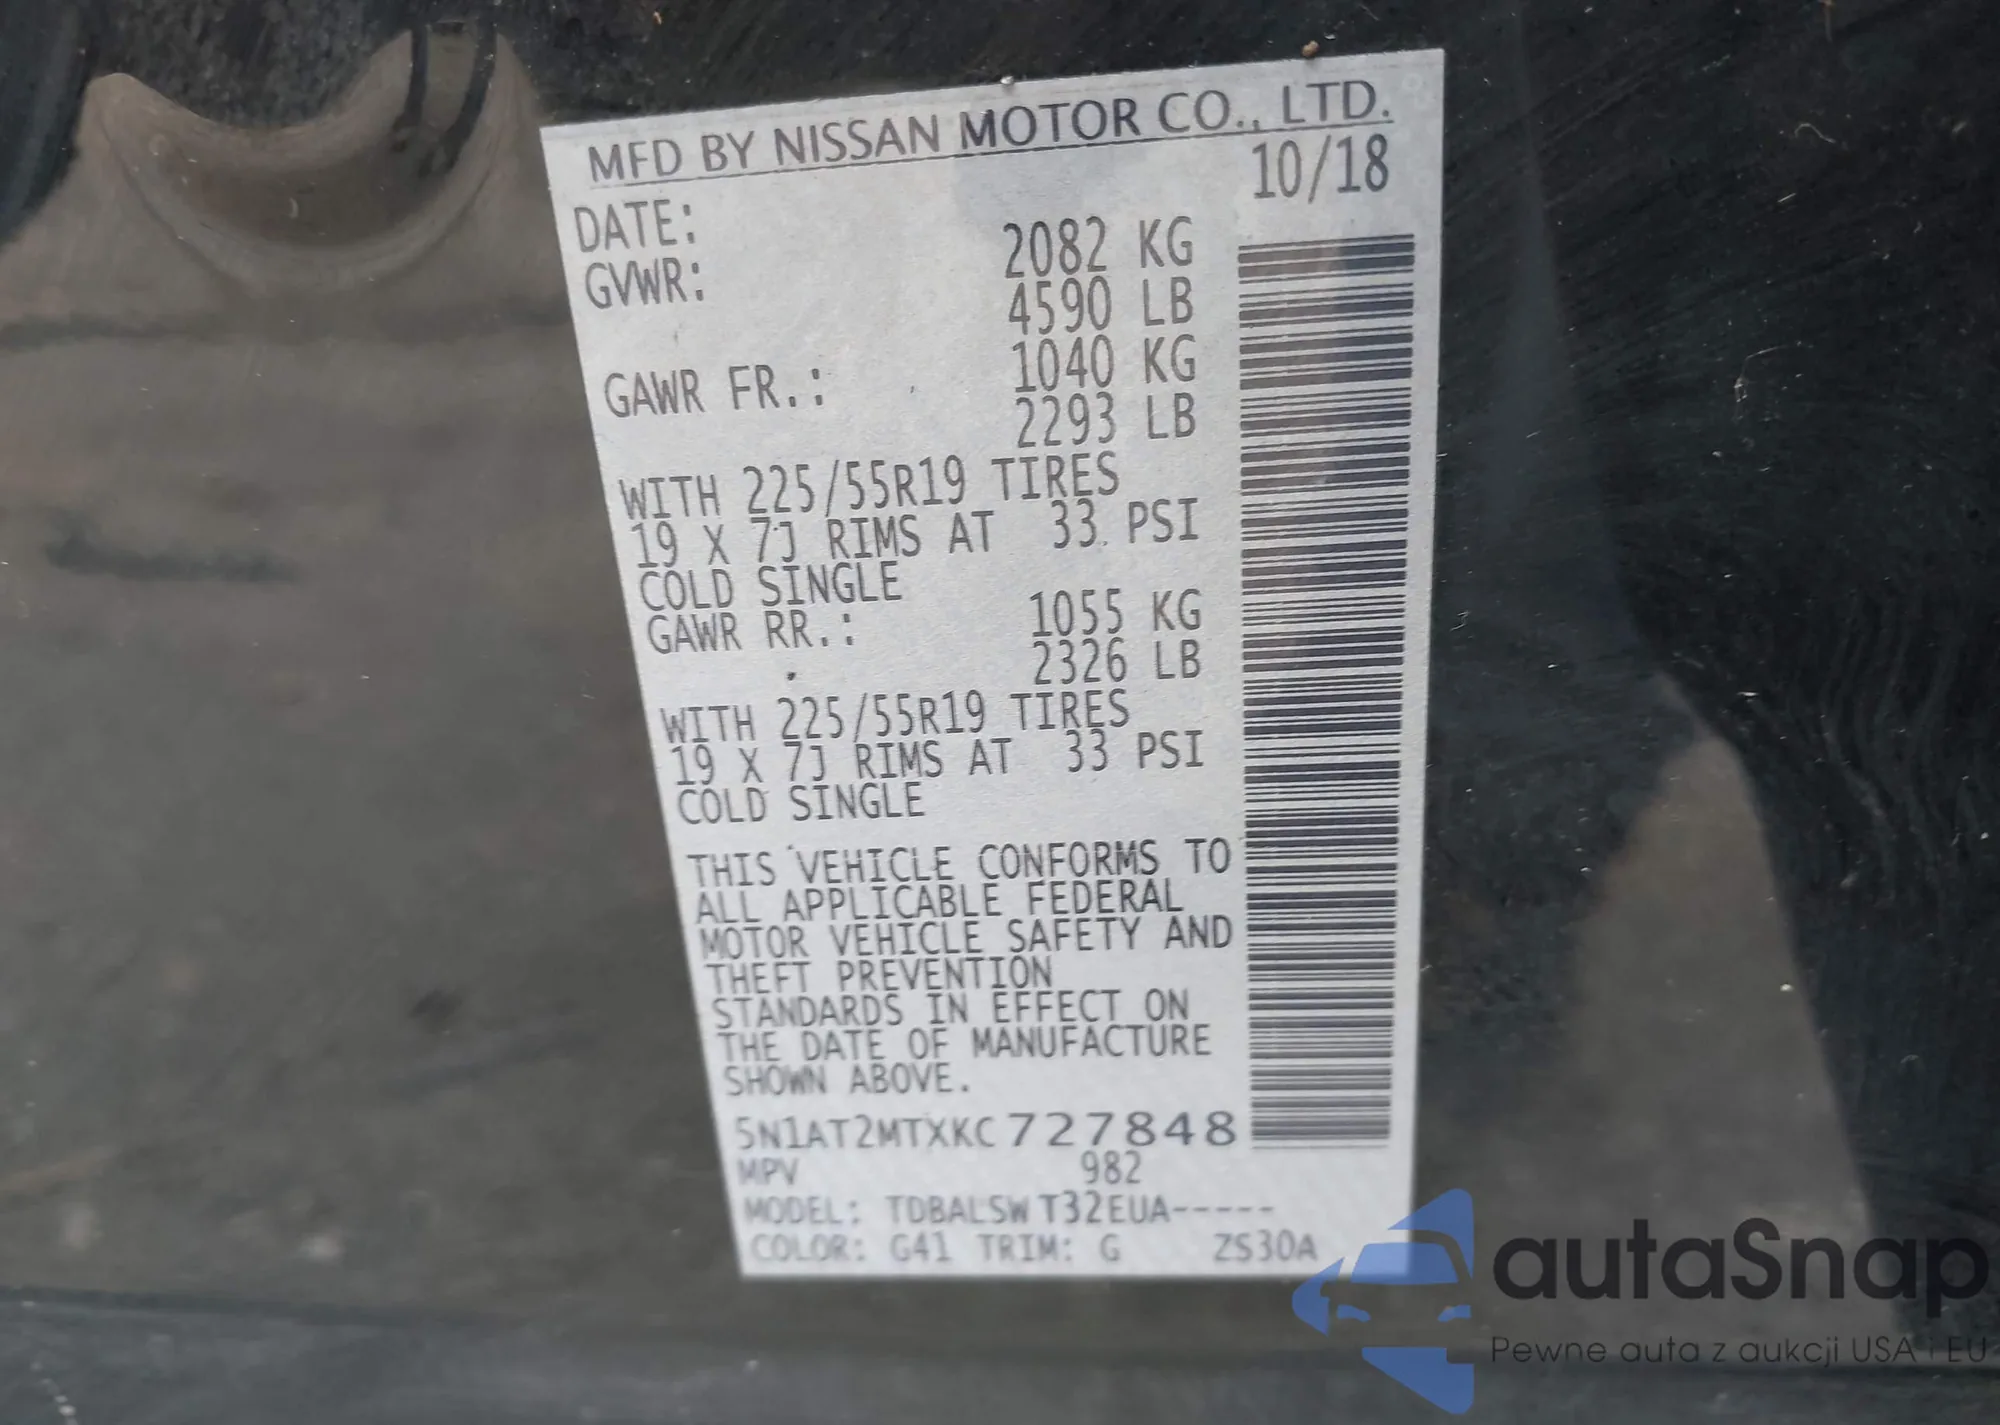 MFD BY NISSAN MOTOR CO., LTD.
DATE: 10/18
GVWR: 2082 KG
4590 LB
GAWR FR.: 1040 KG
2293 LB
WITH 225/55R19 TIRES
19 X 7J RIMS AT 33 PSI
COLD SINGLE
GAWR RR.: 1055 KG
2326 LB
WITH 225/55R19 TIRES
19 X 7J RIMS AT 33 PSI
COLD SINGLE
THIS VEHICLE CONFORMS TO
ALL APPLICABLE FEDERAL
MOTOR VEHICLE SAFETY AND
THEFT PREVENTION
STANDARDS IN EFFECT ON
THE DATE OF MANUFACTURE
SHOWN ABOVE.
5N1AT2MTXKC727848
MPV 982
MODEL: TDBALSWT32EUA-----
COLOR: G41 TRIM: G ZS30A
autaSnap
Pewne auta z aukcji USA i EU